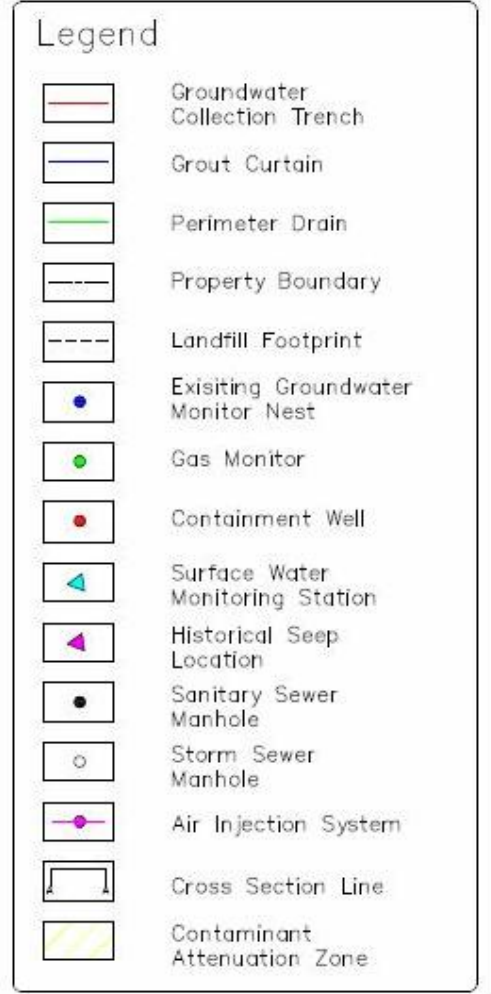 Legend
Groundwater
Collection Trench
Grout Curtain
Perimeter Drain
Property Boundary
Landfill Footprint
Exisiting Groundwater
Monitor Nest
Gas Monitor
Containment Well
Surface Water
Monitoring Station
Historical Seep
Location
Sanitary Sewer
Manhole
Storm Sewer
Manhole
Air Injection System
Cross Section Line
Contaminant
Attenuation Zone